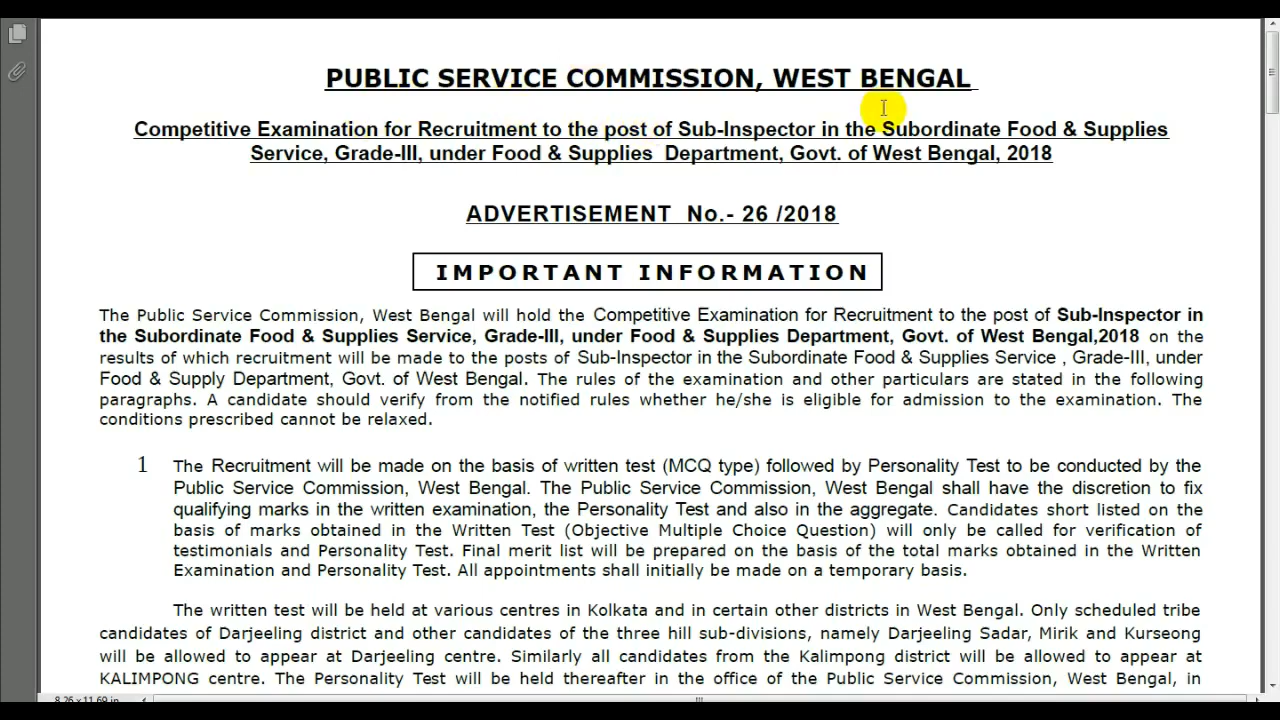 PUBLIC SERVICE COMMISSION, WEST BENGAL
Competitive Examination for Recruitment to the post of Sub-Inspector in the Subordinate Food & Supplies
Service, Grade-III, under Food & Supplies Department, Govt. of West Bengal, 2018
ADVERTISEMENT No.- 26 /2018
IMPORTANT INFORMATION
The Public Service Commission, West Bengal will hold the Competitive Examination for Recruitment to the post of Sub-Inspector in
the Subordinate Food & Supplies Service, Grade-III, under Food & Supplies Department, Govt. of West Bengal,2018 on the
results of which recruitment will be made to the posts of Sub-Inspector in the Subordinate Food & Supplies Service , Grade-III, under
Food & Supply Department, Govt. of West Bengal. The rules of the examination and other particulars are stated in the following
paragraphs. A candidate should verify from the notified rules whether he/she is eligible for admission to the examination. The
conditions prescribed cannot be relaxed.
1 The Recruitment will be made on the basis of written test (MCQ type) followed by Personality Test to be conducted by the
Public Service Commission, West Bengal. The Public Service Commission, West Bengal shall have the discretion to fix
qualifying marks in the written examination, the Personality Test and also in the aggregate. Candidates short listed on the
basis of marks obtained in the Written Test (Objective Multiple Choice Question) will only be called for verification of
testimonials and Personality Test. Final merit list will be prepared on the basis of the total marks obtained in the Written
Examination and Personality Test. All appointments shall initially be made on a temporary basis.
The written test will be held at various centres in Kolkata and in certain other districts in West Bengal. Only scheduled tribe
candidates of Darjeeling district and other candidates of the three hill sub-divisions, namely Darjeeling Sadar, Mirik and Kurseong
will be allowed to appear at Darjeeling centre. Similarly all candidates from the Kalimpong district will be allowed to appear at
KALIMPONG centre. The Personality Test will be held thereafter in the office of the Public Service Commission, West Bengal, in
8.26 x 11.69 in